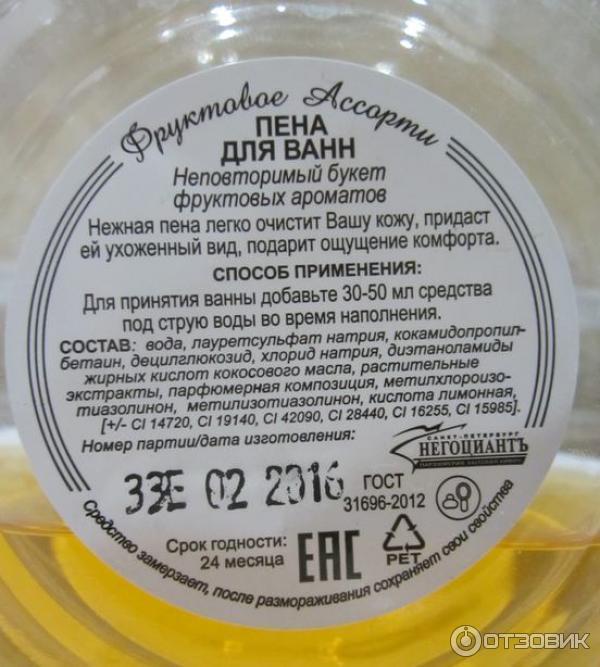 Фруктовое Ассорти
ПЕНА
ДЛЯ ВАНН
Неповторимый букет
фруктовых ароматов
Нежная пена легко очистит Вашу кожу, придаст
ей ухоженный вид, подарит ощущение комфорта.
СПОСОБ ПРИМЕНЕНИЯ:
Для принятия ванны добавьте 30-50 мл средства
под струю воды во время наполнения.
СОСТАВ: вода, лауретсульфат натрия, кокамидопропил-
бетаин, децилглюкозид, хлорид натрия, диэтаноламиды
жирных кислот кокосового масла, растительные
экстракты, парфюмерная композиция, метилхлороизо-
тиазолинон, метилизотиазолинон, кислота лимонная,
[+/- CI 14720, CI 19140, CI 42090, CI 28440, CI 16255, CI 15985].
Номер партии/дата изготовления:
САНКТ-ПЕТЕРБУРГ
НЕГОЦИАНТЪ
33E 02 2016
ГОСТ
31696-2012
Срок годности:
24 месяца
EAC
PET
Средство замерзает, после размораживания сохраняет свои свойства
ОТЗОВИК